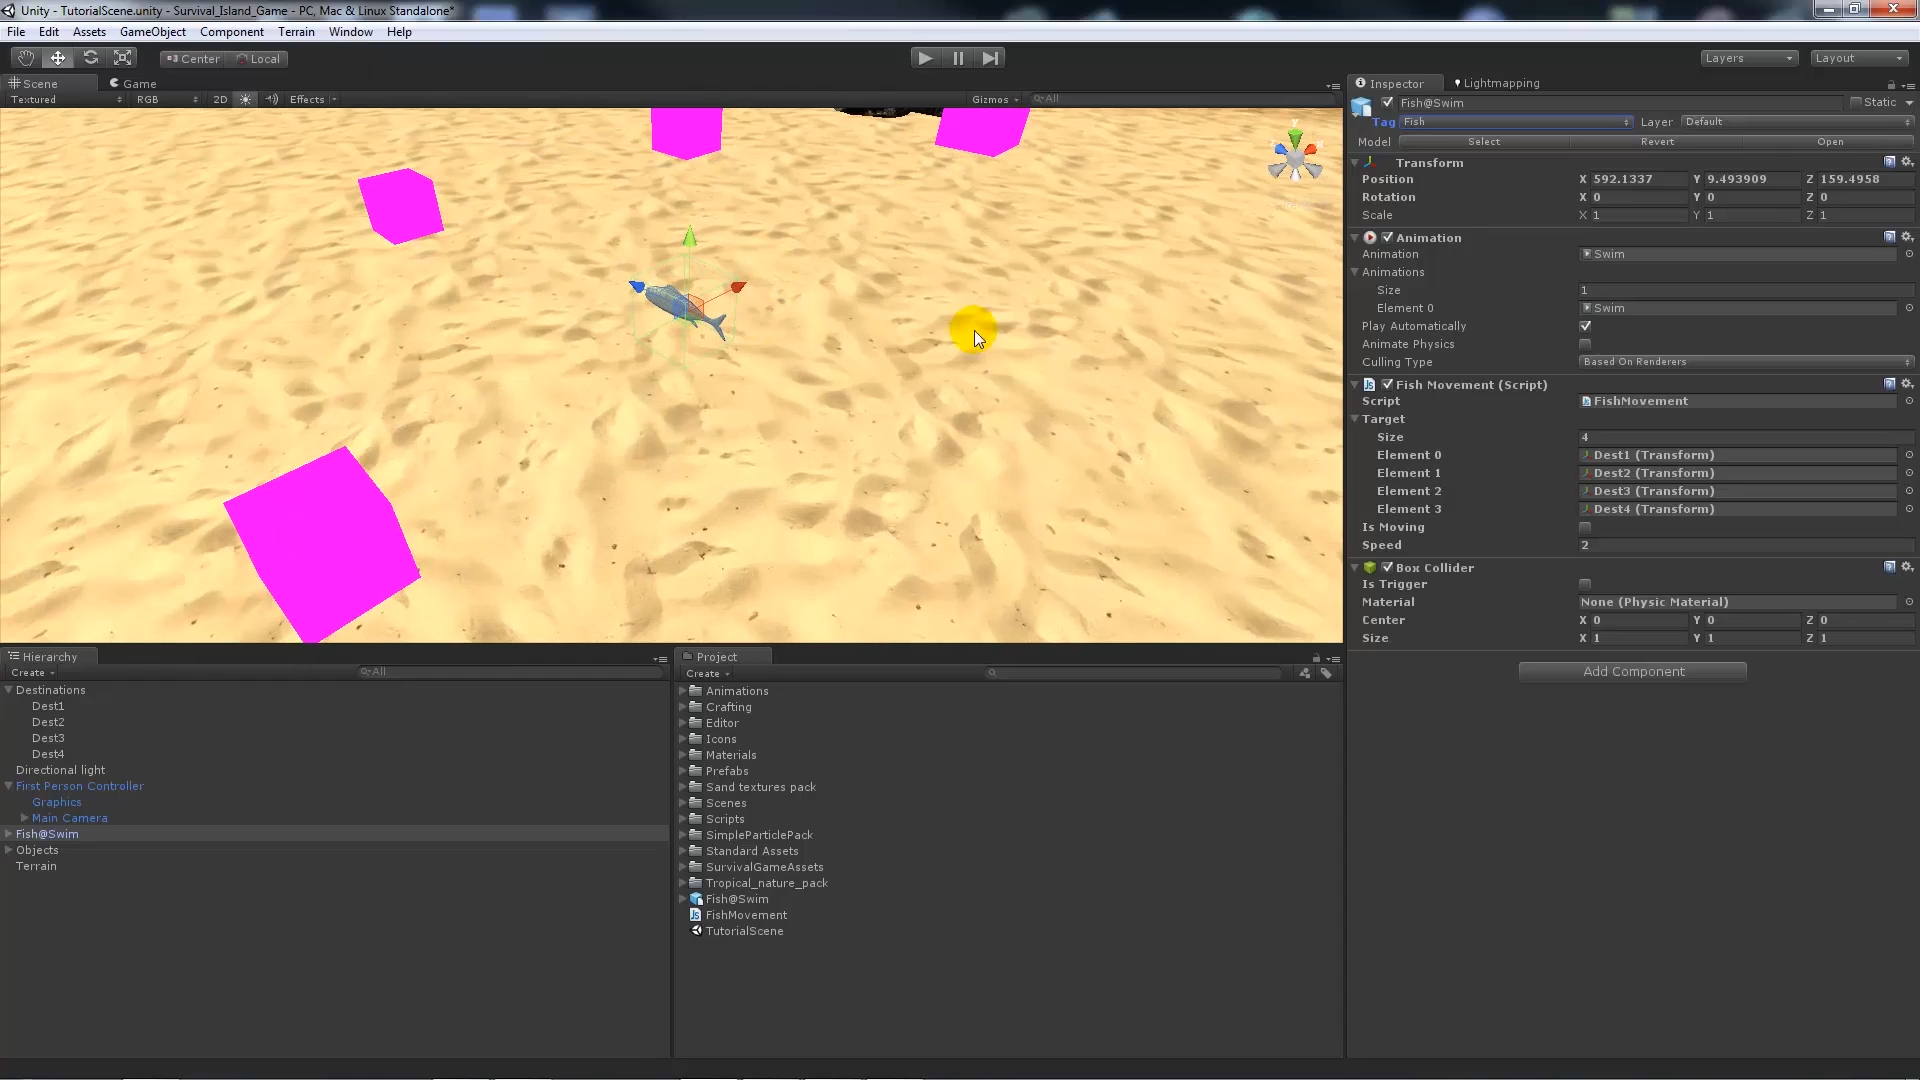 Unity - TutorialScene.unity - Survival_Island_Game - PC, Mac & Linux Standalone*
File Edit Assets GameObject Component Terrain Window Help
Center Local Layers Layout
Scene Game
Textured RGB 2D Effects Gizmos All
Inspector Lightmapping
Fish@Swim Static
Tag Fish Layer Default
Model Select Revert Open
Transform
Position X 592.1337 Y 9.493909 Z 159.4958
Rotation X 0 Y 0 Z 0
Scale X 1 Y 1 Z 1
Animation
Animation Swim
Animations
Size 1
Element 0 Swim
Play Automatically
Animate Physics
Culling Type Based On Renderers
Fish Movement (Script)
Script FishMovement
Target
Size 4
Element 0 Dest1 (Transform)
Element 1 Dest2 (Transform)
Element 2 Dest3 (Transform)
Element 3 Dest4 (Transform)
Is Moving
Speed 2
Box Collider
Is Trigger
Material None (Physic Material)
Center X 0 Y 0 Z 0
Size X 1 Y 1 Z 1
Add Component
Hierarchy
Create All
Destinations
Dest1
Dest2
Dest3
Dest4
Directional light
First Person Controller
Graphics
Main Camera
Fish@Swim
Objects
Terrain
Project
Create
Animations
Crafting
Editor
Icons
Materials
Prefabs
Sand textures pack
Scenes
Scripts
SimpleParticlePack
Standard Assets
SurvivalGameAssets
Tropical_nature_pack
Fish@Swim
FishMovement
TutorialScene